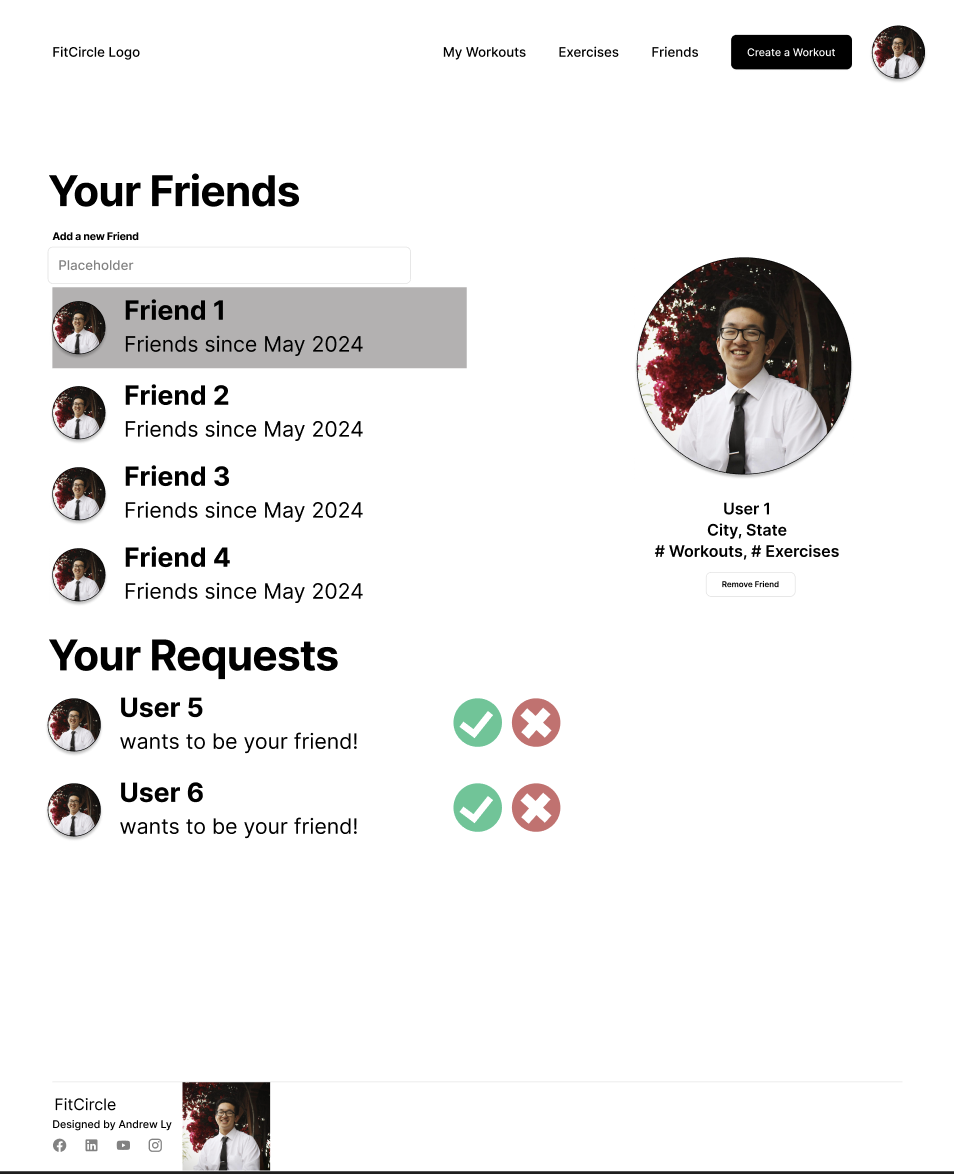 FitCircle Logo
My Workouts
Exercises
Friends
Create a Workout
Your Friends
Add a new Friend
Placeholder
Friend 1
Friends since May 2024
Friend 2
Friends since May 2024
Friend 3
Friends since May 2024
Friend 4
Friends since May 2024
User 1
City, State
# Workouts, # Exercises
Remove Friend
Your Requests
User 5
wants to be your friend!
User 6
wants to be your friend!
FitCircle
Designed by Andrew Ly